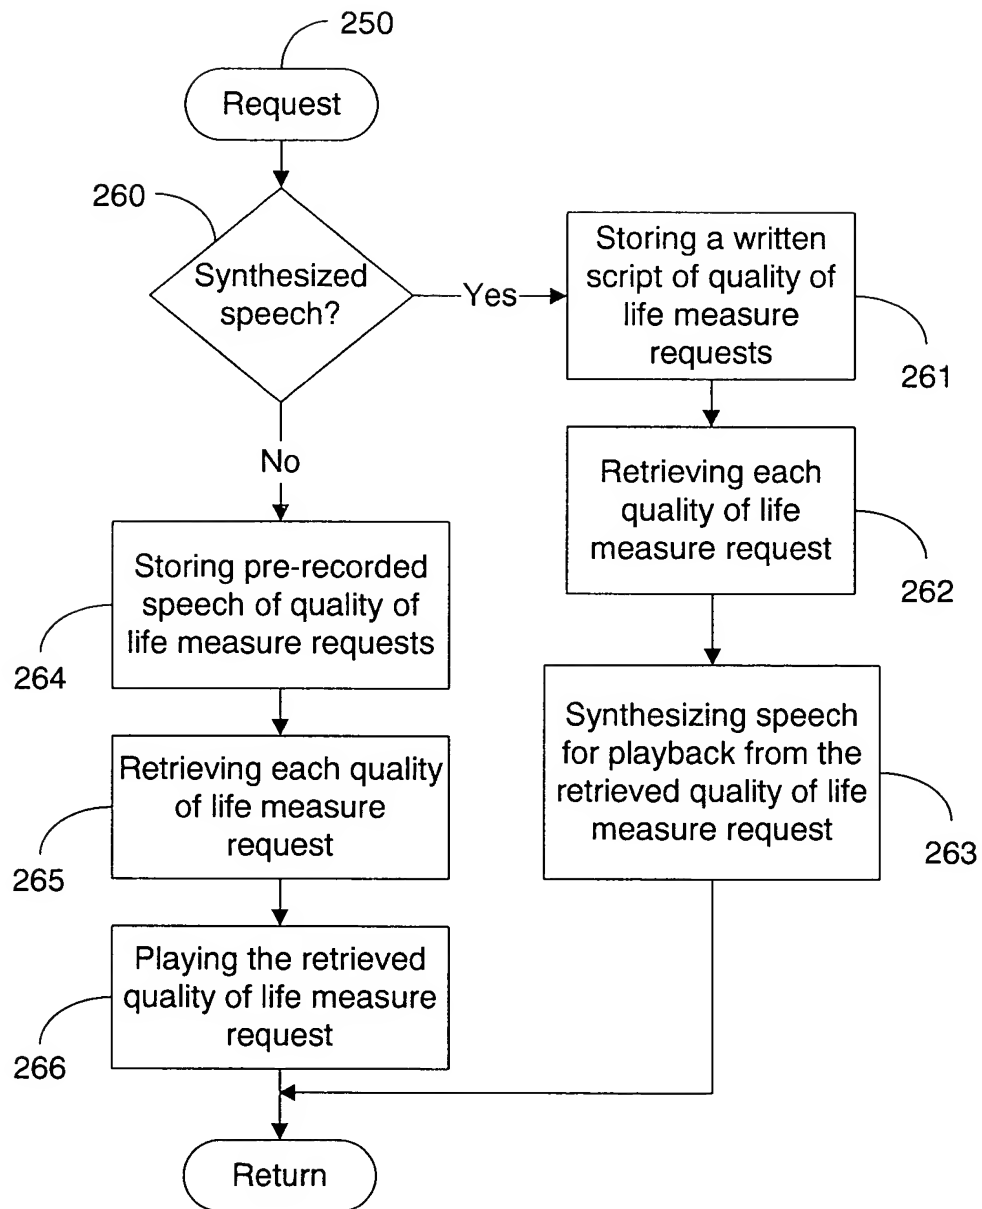 250
Request
260
Synthesized
speech?
Yes
Storing a written
script of quality of
life measure
requests
261
Retrieving each
quality of life
measure request
262
Synthesizing speech
for playback from the
retrieved quality of life
measure request
263
No
Storing pre-recorded
speech of quality of
life measure requests
264
Retrieving each quality
of life measure
request
265
Playing the retrieved
quality of life measure
request
266
Return